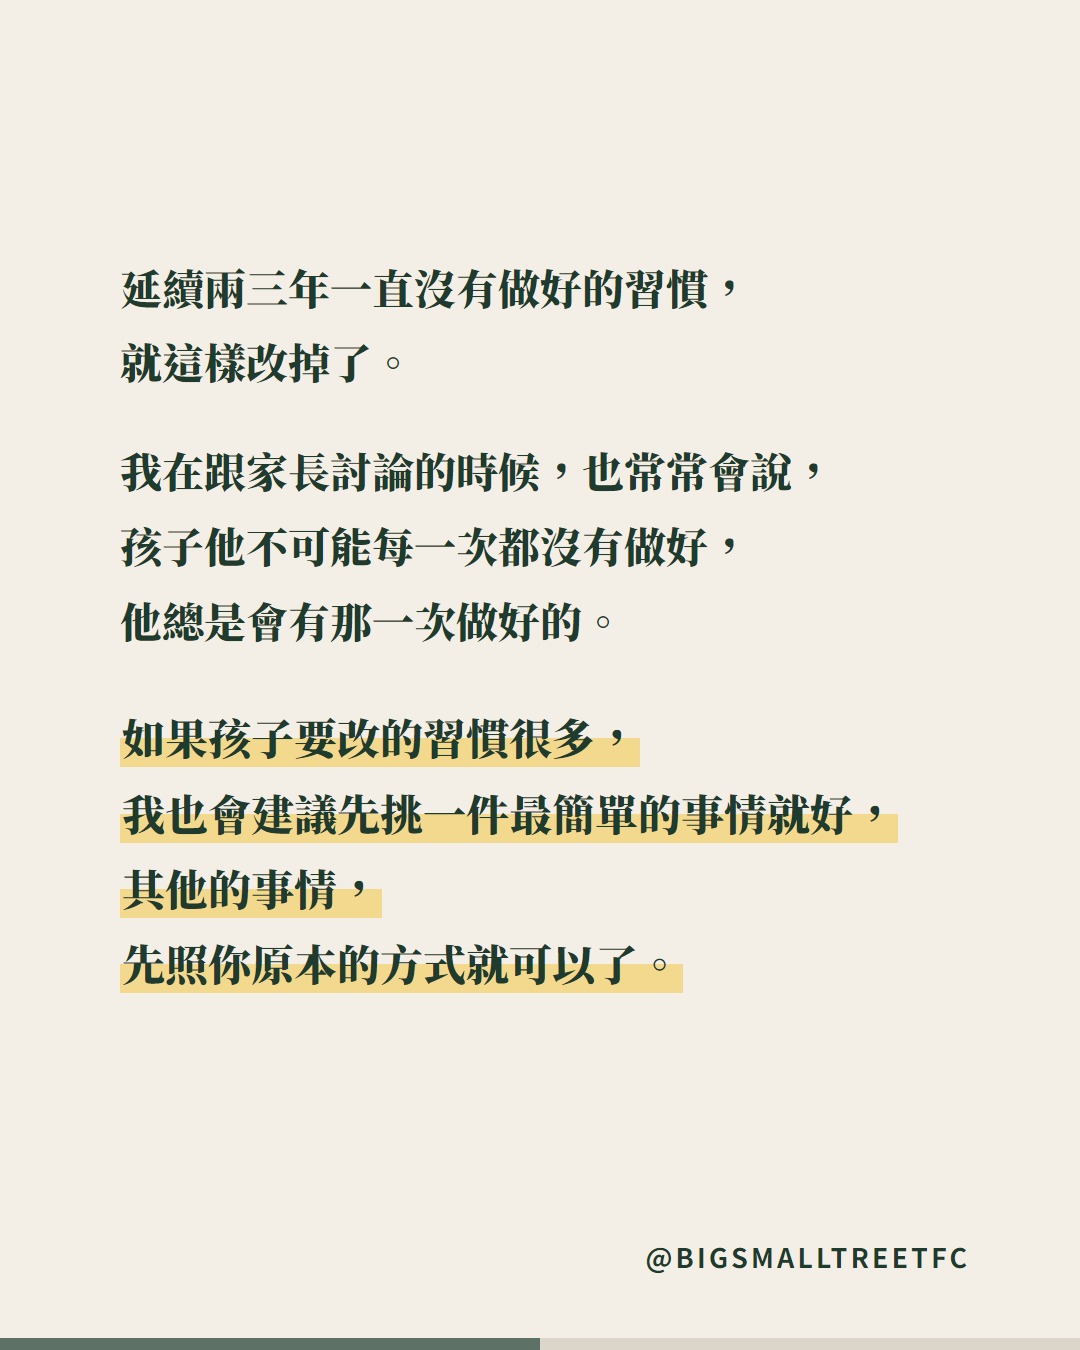 延續兩三年一直沒有做好的習慣，
就這樣改掉了。
我在跟家長討論的時候，也常常會說，
孩子他不可能每一次都沒有做好，
他總是會有那一次做好的。
如果孩子要改的習慣很多，
我也會建議先挑一件最簡單的事情就好，
其他的事情，
先照你原本的方式就可以了。
@BIGSMALLTREETFC